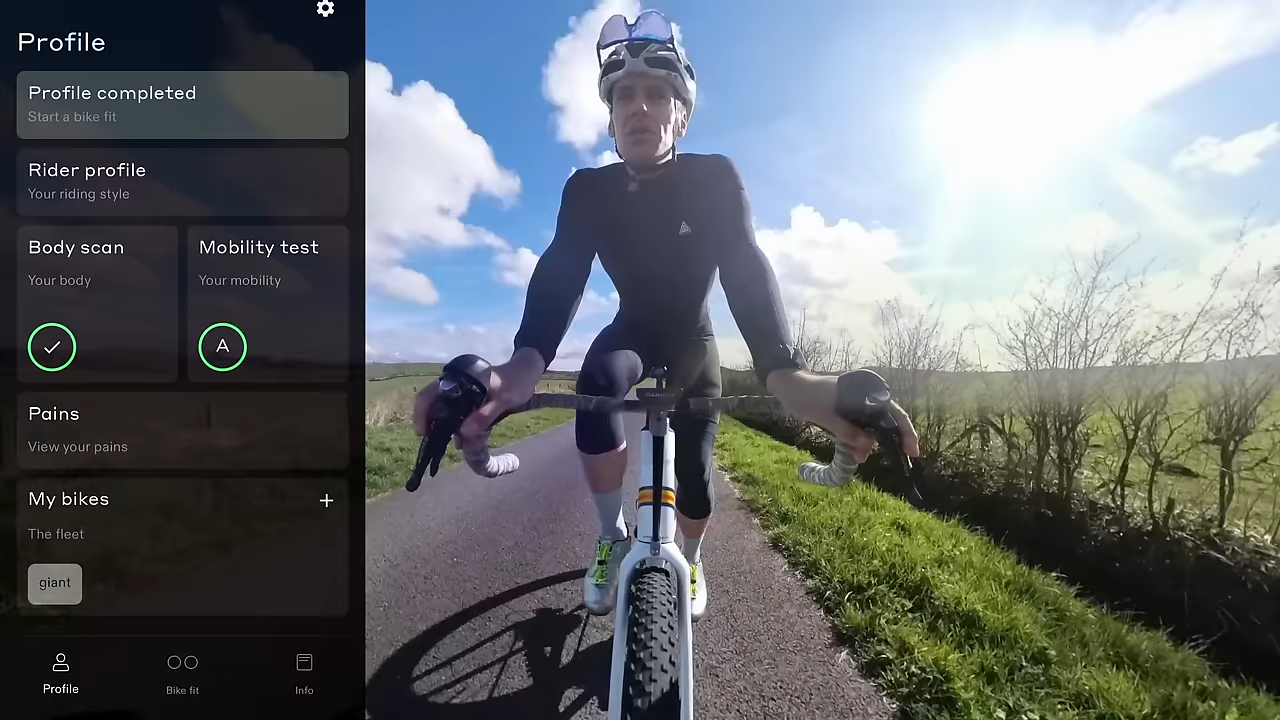 Profile
Profile completed
Start a bike fit
Rider profile
Your riding style
Body scan
Your body
Mobility test
Your mobility
A
Pains
View your pains
My bikes
The fleet
giant
Profile
Bike fit
Info